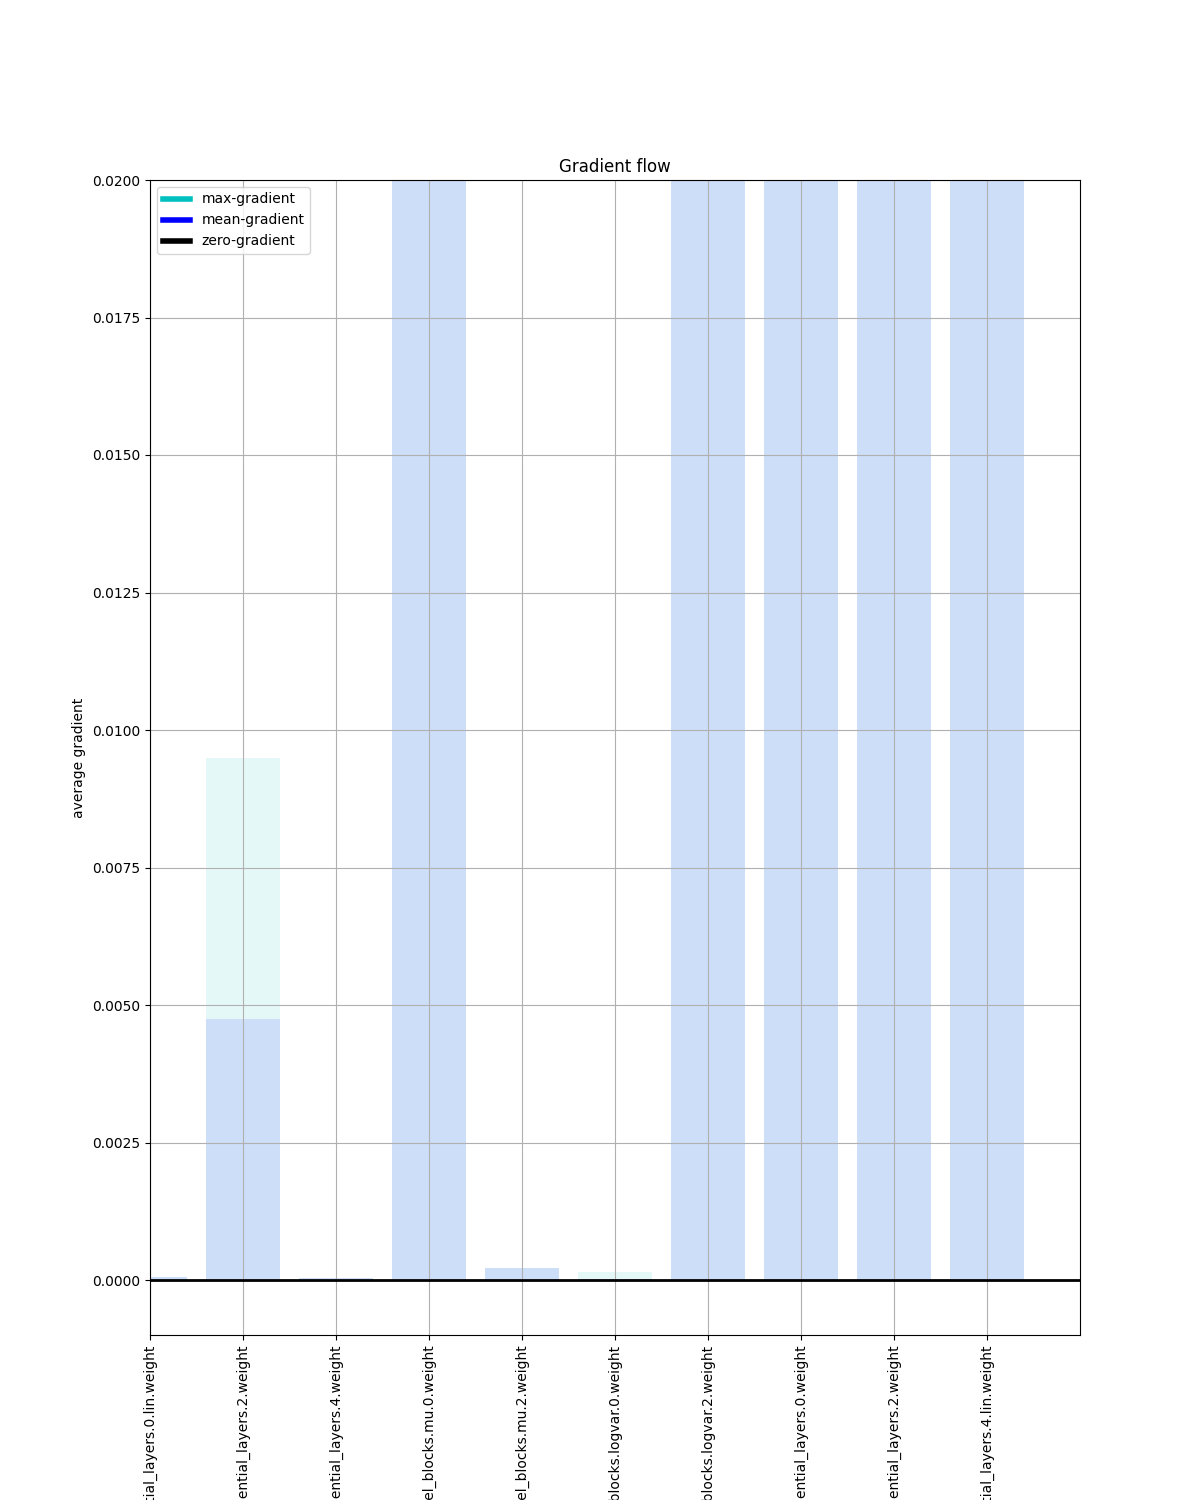 Gradient flow
max-gradient
mean-gradient
zero-gradient
0.0200
0.0175
0.0150
0.0125
0.0100
0.0075
0.0050
0.0025
0.0000
average gradient
tial_layers.0.lin.weight
ential_layers.2.weight
ential_layers.4.weight
el_blocks.mu.0.weight
el_blocks.mu.2.weight
blocks.logvar.0.weight
blocks.logvar.2.weight
ential_layers.0.weight
ential_layers.2.weight
tial_layers.4.lin.weight